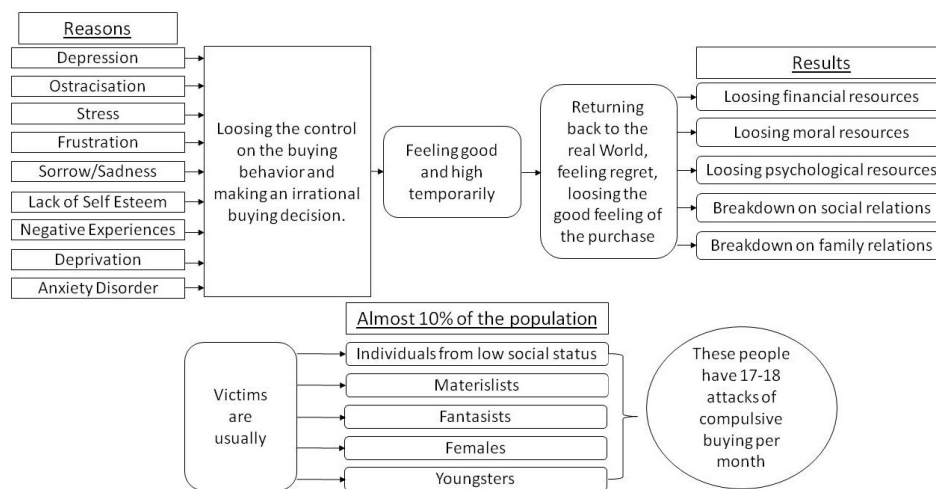 Reasons
Depression
Ostracisation
Stress
Frustration
Sorrow/Sadness
Lack of Self Esteem
Negative Experiences
Deprivation
Anxiety Disorder
Loosing the control
on the buying
behavior and
making an irrational
buying decision.
Feeling good
and high
temporarily
Returning
back to the
real World,
feeling regret,
loosing the
good feeling of
the purchase
Results
Loosing financial resources
Loosing moral resources
Loosing psychological resources
Breakdown on social relations
Breakdown on family relations
Victims
are
usually
Almost 10% of the population
Individuals from low social status
Materislists
Fantasists
Females
Youngsters
These people
have 17-18
attacks of
compulsive
buying per
month